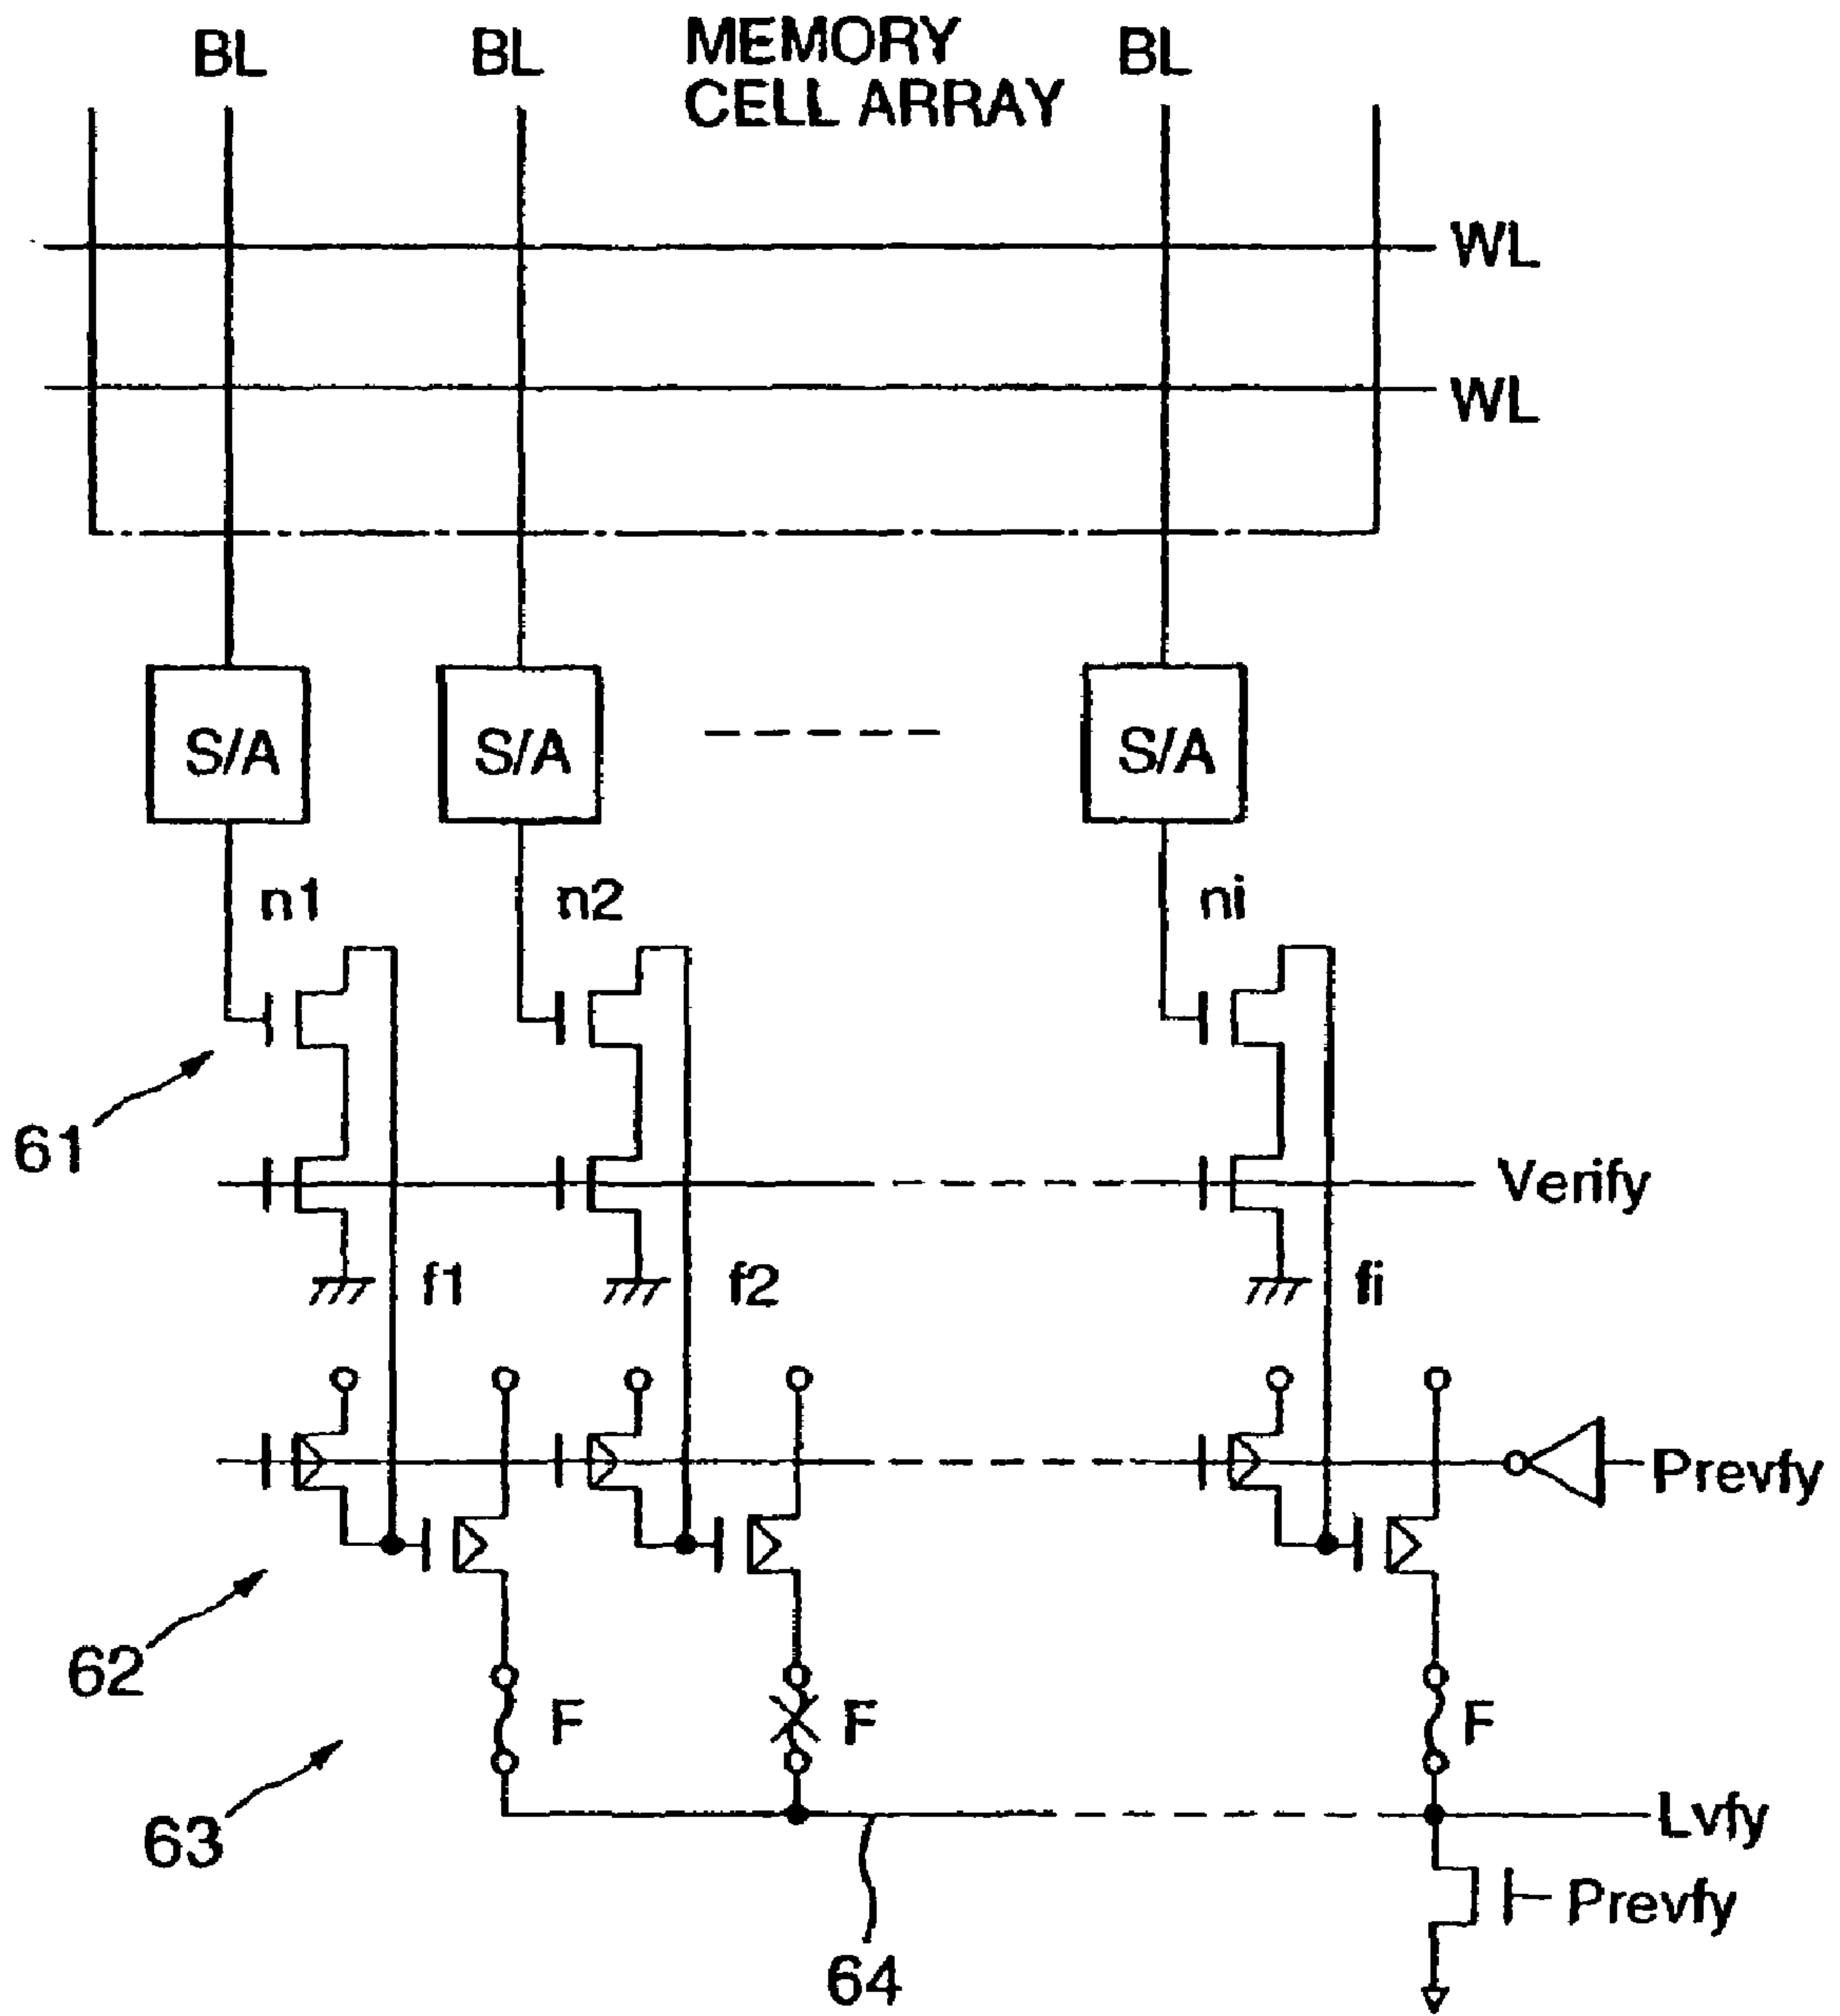 BL BL MEMORY CELL ARRAY BL
WL
WL
S/A S/A S/A
n1 n2 ni
61
Verify
f1 f2 fi
Prevfy
62
F F F
63
Lvfy
Prevfy
64